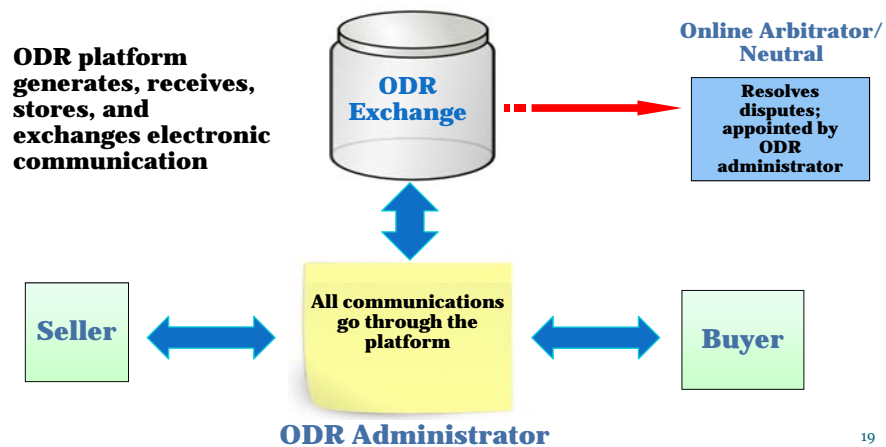 ODR platform
generates, receives,
stores, and
exchanges electronic
communication
ODR
Exchange
Online Arbitrator/
Neutral
Resolves
disputes;
appointed by
ODR
administrator
Seller
All communications
go through the
platform
Buyer
ODR Administrator
19